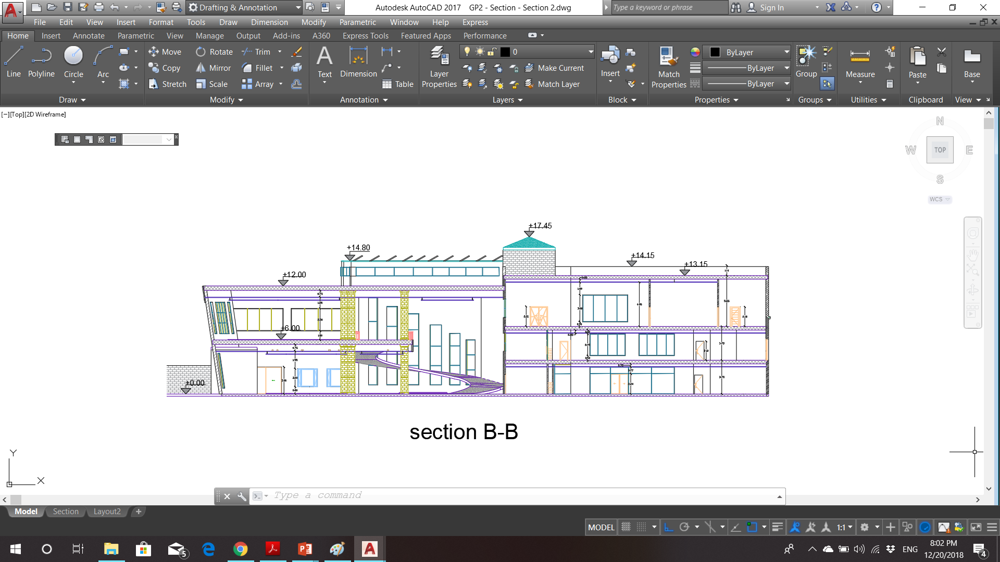 Drafting & Annotation
Autodesk AutoCAD 2017 GP2 - Section - Section 2.dwg
Type a keyword or phrase
Sign In
File Edit View Insert Format Tools Draw Dimension Modify Parametric Window Help Express
Home Insert Annotate Parametric View Manage Output Add-ins A360 Express Tools Featured Apps Performance
Line Polyline Circle Arc
Move Rotate Trim
Copy Mirror Fillet
Stretch Scale Array
Text Dimension Table
Layer Properties
0
Make Current
Match Layer
Insert
Match Properties
ByLayer
ByLayer
ByLayer
Group
Measure
Paste
Base
Draw Modify Annotation Layers Block Properties Groups Utilities Clipboard View
[−][Top][2D Wireframe]
N
W TOP E
S
WCS
+17.45
+14.80
+14.15
+13.15
+12.00
+6.00
+0.00
section B-B
Y
X
Type a command
Model Section Layout2
MODEL 1:1
5
ENG
8:02 PM
12/20/2018
4